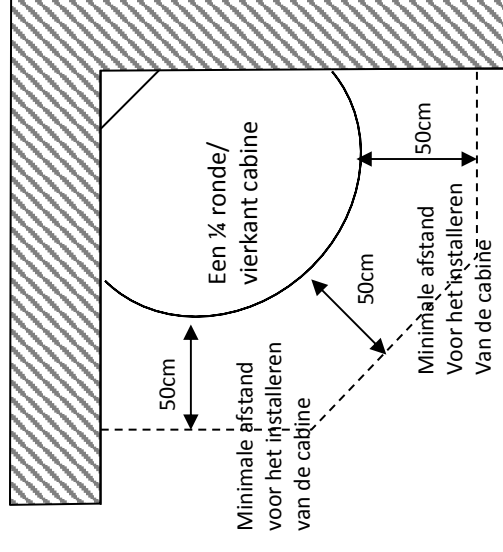 Een ¼ ronde/
vierkant cabine
50cm
50cm
50cm
Minimale afstand
voor het installeren
van de cabine
Minimale afstand
Voor het installeren
Van de cabine